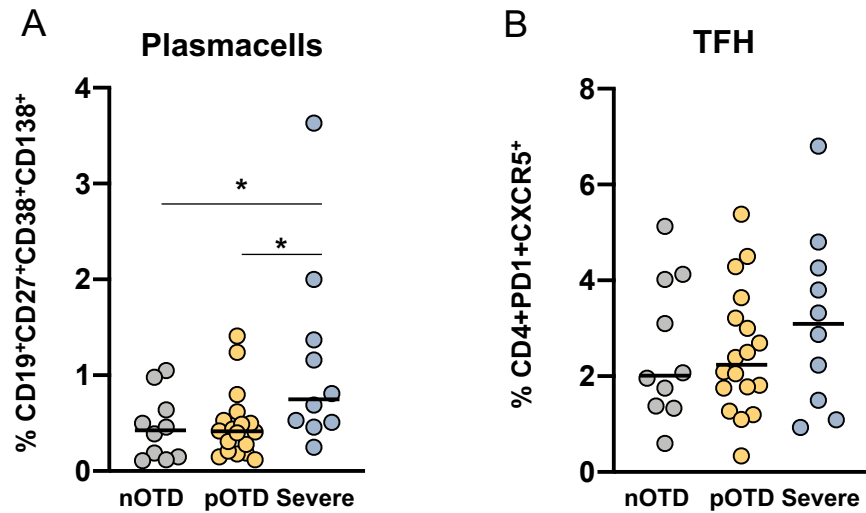 A
Plasmacells
% CD19⁺CD27⁺CD38⁺CD138⁺
4
3
2
1
0
*
*
nOTD pOTD Severe
B
TFH
% CD4+PD1+CXCR5⁺
8
6
4
2
0
nOTD pOTD Severe